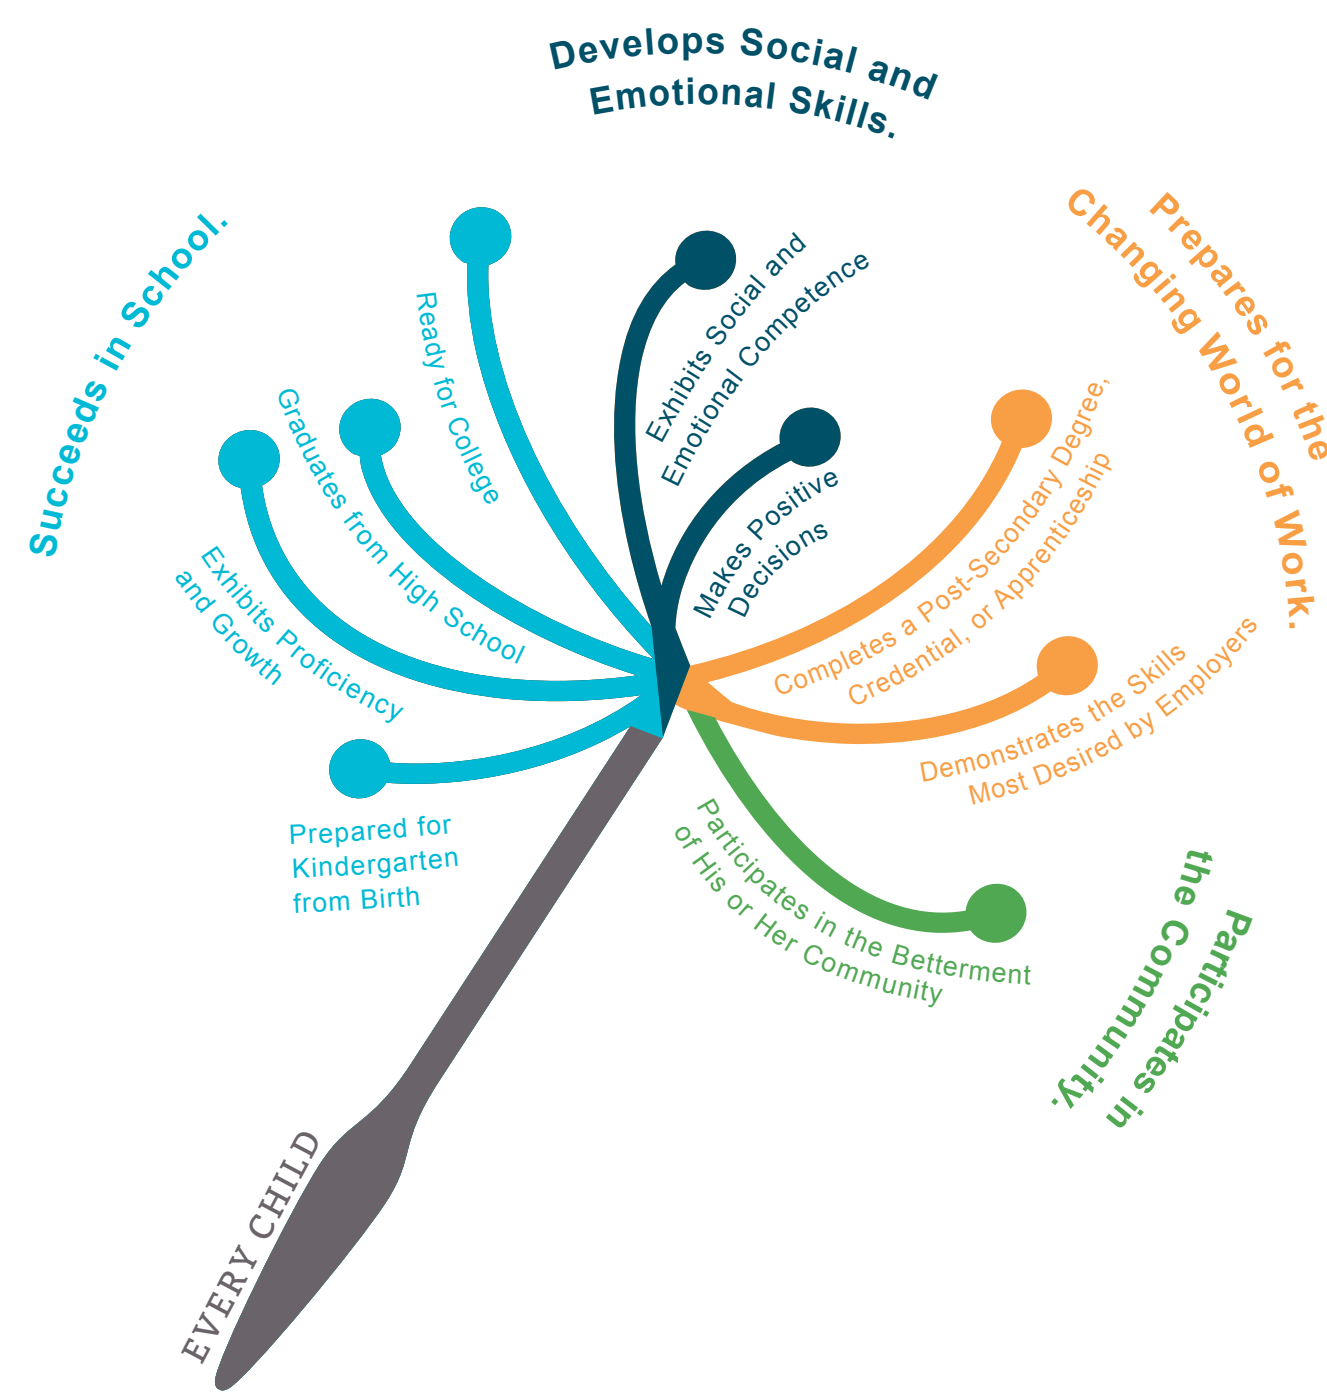 Develops Social and
Emotional Skills.
Succeeds in School.
Prepares for the
Changing World of Work.
Ready for College
Graduates from High School
Exhibits Proficiency
and Growth
Prepared for
Kindergarten
from Birth
Exhibits Social and
Emotional Competence
Makes Positive
Decisions
Completes a Post-Secondary Degree,
Credential, or Apprenticeship
Demonstrates the Skills
Most Desired by Employers
Participates in the Betterment
of His or Her Community
Participates in
the Community.
EVERY CHILD